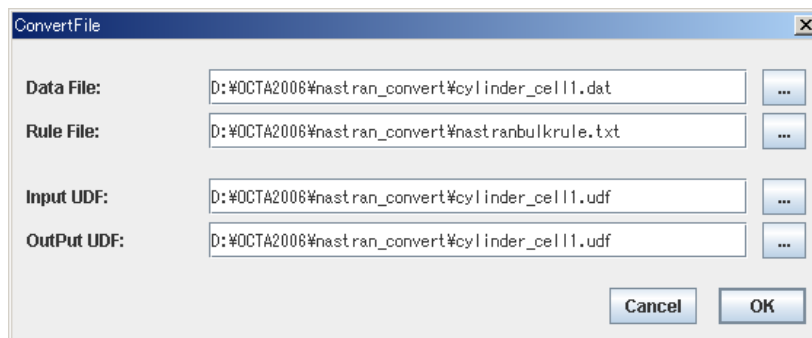 ConvertFile
Data File: D:¥OCTA2006¥nastran_convert¥cylinder_cell1.dat ...
Rule File: D:¥OCTA2006¥nastran_convert¥nastranbulkrule.txt ...
Input UDF: D:¥OCTA2006¥nastran_convert¥cylinder_cell1.udf ...
OutPut UDF: D:¥OCTA2006¥nastran_convert¥cylinder_cell1.udf ...
Cancel OK